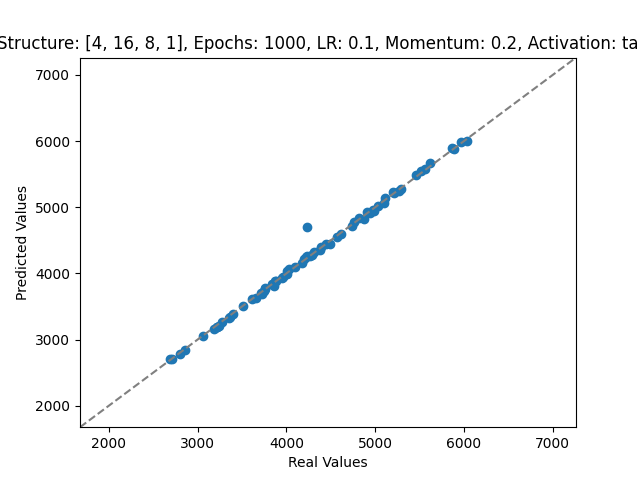 Structure: [4, 16, 8, 1], Epochs: 1000, LR: 0.1, Momentum: 0.2, Activation: ta
7000
6000
5000
4000
3000
2000
Predicted Values
2000 3000 4000 5000 6000 7000
Real Values